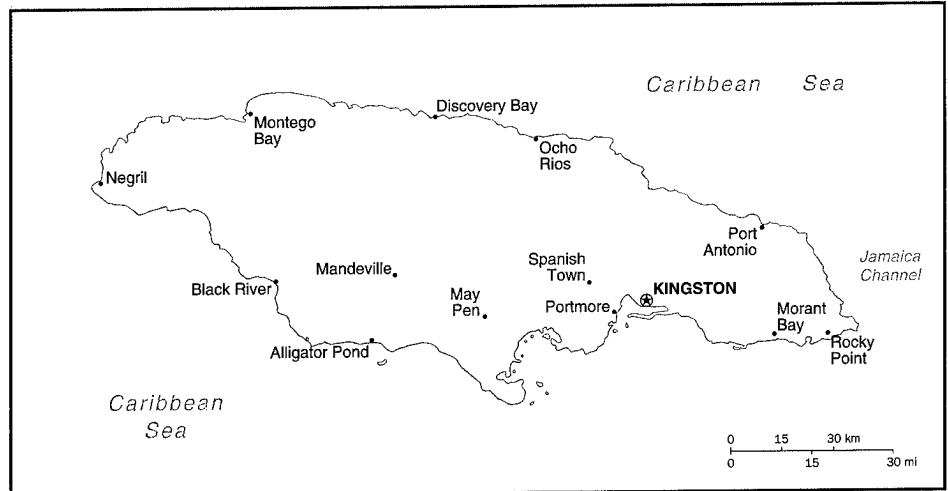 Caribbean Sea
Discovery Bay
Montego
Bay
Ocho
Rios
Negril
Port
Antonio
Jamaica
Channel
Spanish
Town
Mandeville
KINGSTON
Black River
May
Pen
Portmore
Morant
Bay
Rocky
Point
Alligator Pond
Caribbean
Sea
0 15 30 km
0 15 30 mi